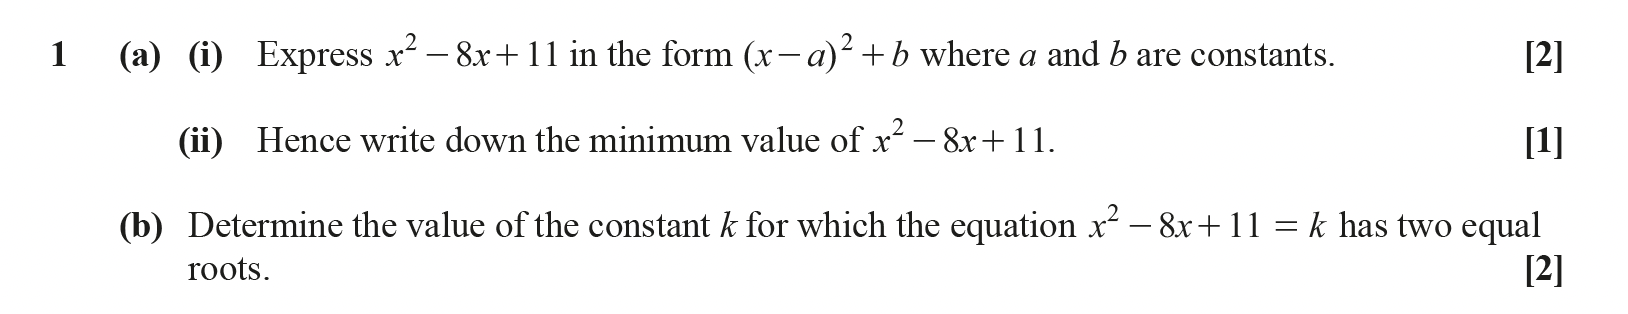 1 (a) (i) Express x² − 8x + 11 in the form (x − a)² + b where a and b are constants. [2]
(ii) Hence write down the minimum value of x² − 8x + 11. [1]
(b) Determine the value of the constant k for which the equation x² − 8x + 11 = k has two equal
roots. [2]